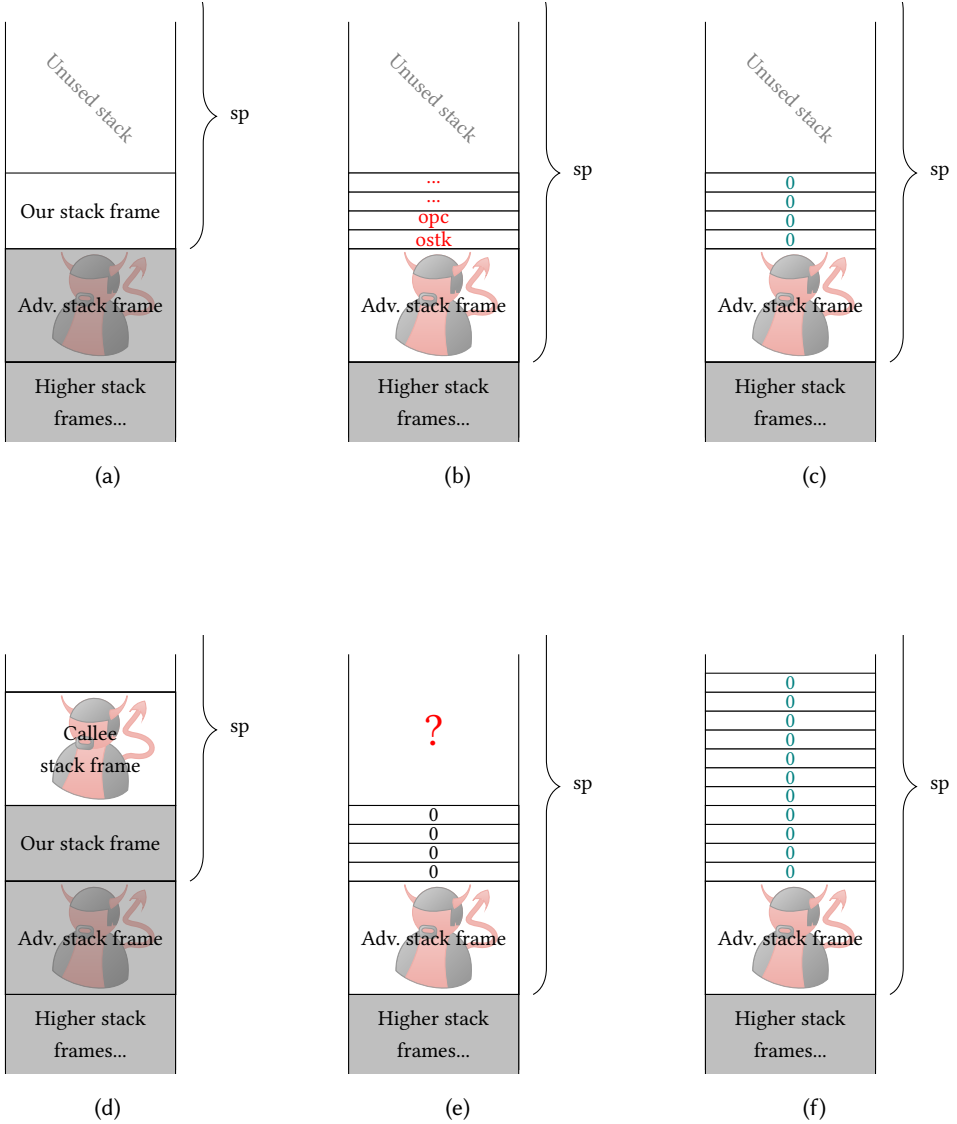 Unused stack
sp
Our stack frame
Adv. stack frame
Higher stack
frames...
(a)
Unused stack
sp
...
...
opc
ostk
Adv. stack frame
Higher stack
frames...
(b)
Unused stack
sp
0
0
0
0
Adv. stack frame
Higher stack
frames...
(c)
Callee
stack frame
sp
Our stack frame
Adv. stack frame
Higher stack
frames...
(d)
?
sp
0
0
0
0
Adv. stack frame
Higher stack
frames...
(e)
0
0
0
0
0
0
0
0
0
0
0
sp
Adv. stack frame
Higher stack
frames...
(f)